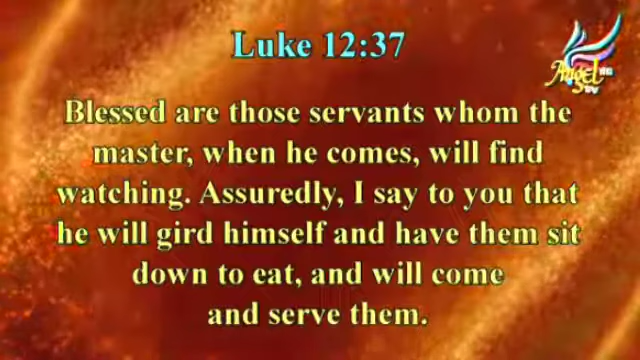 Luke 12:37
Angel
TV
Blessed are those servants whom the
master, when he comes, will find
watching. Assuredly, I say to you that
he will gird himself and have them sit
down to eat, and will come
and serve them.